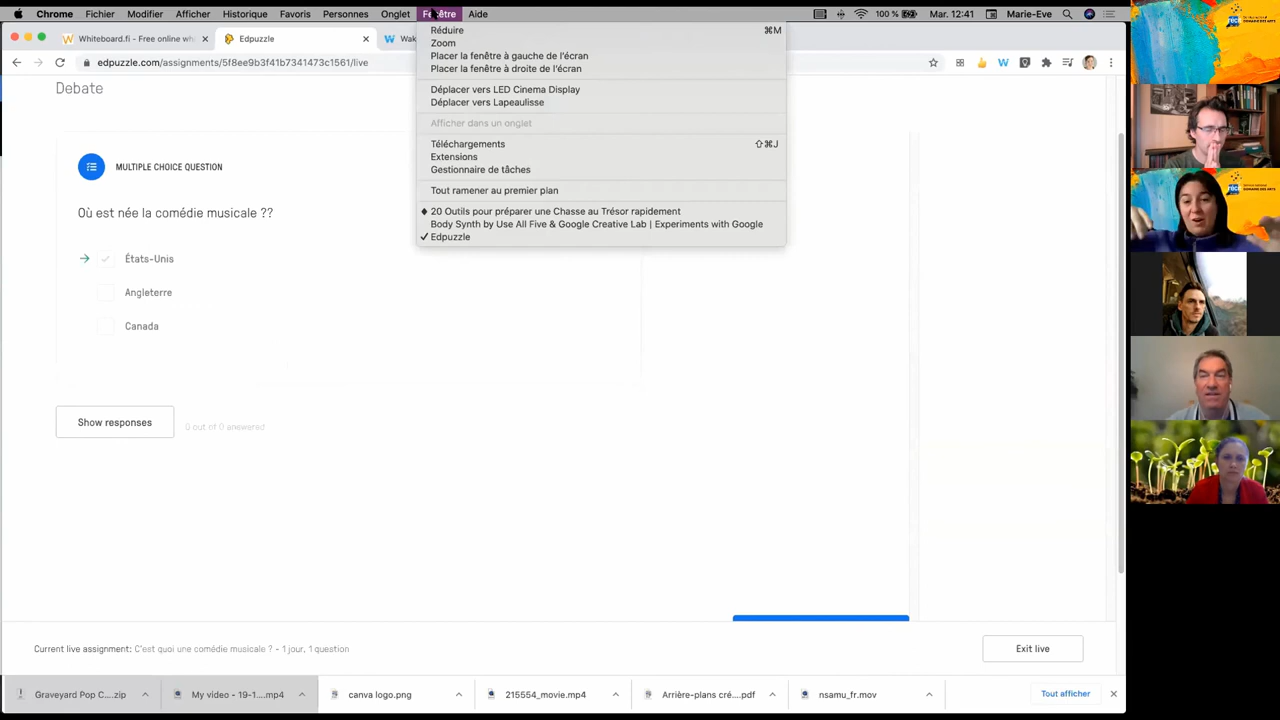 Chrome Fichier Modifier Afficher Historique Favoris Personnes Onglet Fenêtre Aide 100 % Mar. 12:41 Marie-Eve
Whiteboard.fi - Free online wh
Edpuzzle
Wak
Réduire ⌘M
Zoom
Placer la fenêtre à gauche de l'écran
Placer la fenêtre à droite de l'écran
Déplacer vers LED Cinema Display
Déplacer vers Lapeaulisse
Afficher dans un onglet
Téléchargements ⇧⌘J
Extensions
Gestionnaire de tâches
Tout ramener au premier plan
20 Outils pour préparer une Chasse au Trésor rapidement
Body Synth by Use All Five & Google Creative Lab | Experiments with Google
Edpuzzle
edpuzzle.com/assignments/5f8ee9b3f41b7341473c1561/live
Debate
MULTIPLE CHOICE QUESTION
Où est née la comédie musicale ??
États-Unis
Angleterre
Canada
Show responses
0 out of 0 answered
Current live assignment: C'est quoi une comédie musicale ? - 1 jour, 1 question
Exit live
Graveyard Pop C....zip
My video - 19-1....mp4
canva logo.png
215554_movie.mp4
Arrière-plans cré....pdf
nsamu_fr.mov
Tout afficher